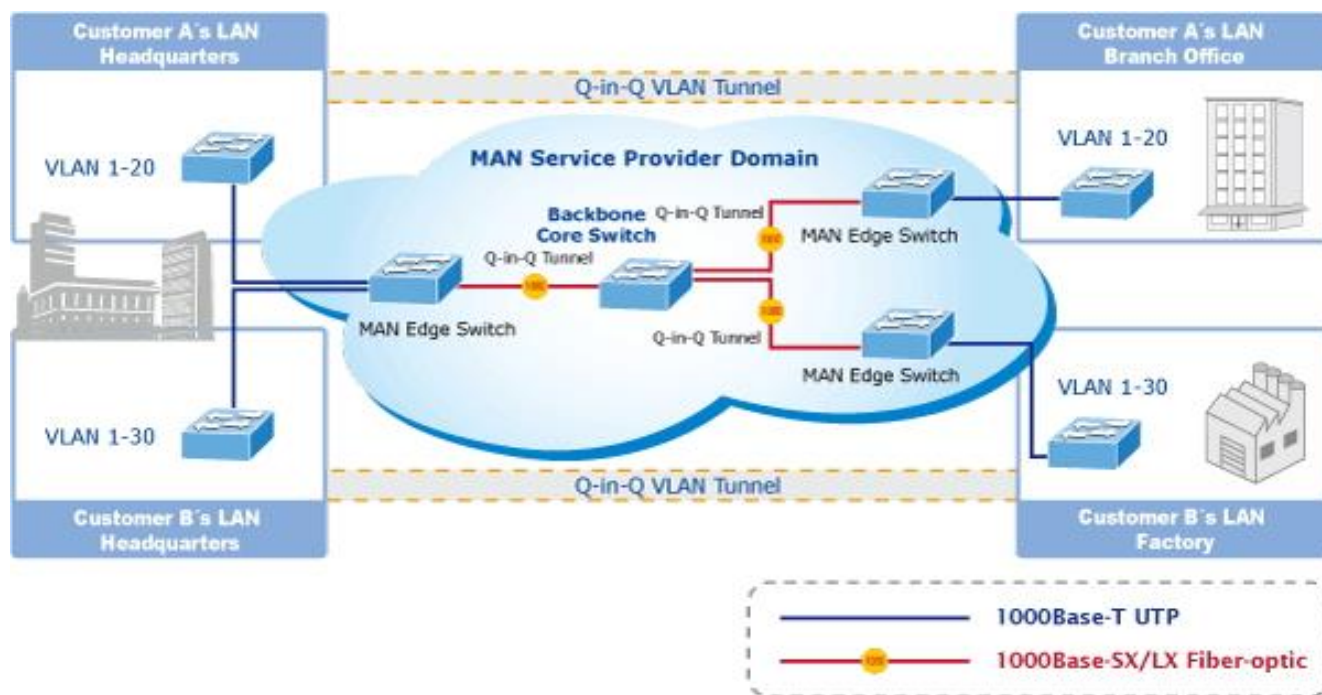 Customer A´s LAN
Headquarters
Customer A´s LAN
Branch Office
Q-in-Q VLAN Tunnel
VLAN 1-20
MAN Service Provider Domain
VLAN 1-20
Backbone
Core Switch
Q-in-Q Tunnel
MAN Edge Switch
Q-in-Q Tunnel
MAN Edge Switch
Q-in-Q Tunnel
MAN Edge Switch
VLAN 1-30
VLAN 1-30
Q-in-Q VLAN Tunnel
Customer B´s LAN
Headquarters
Customer B´s LAN
Factory
1000Base-T UTP
1000Base-SX/LX Fiber-optic